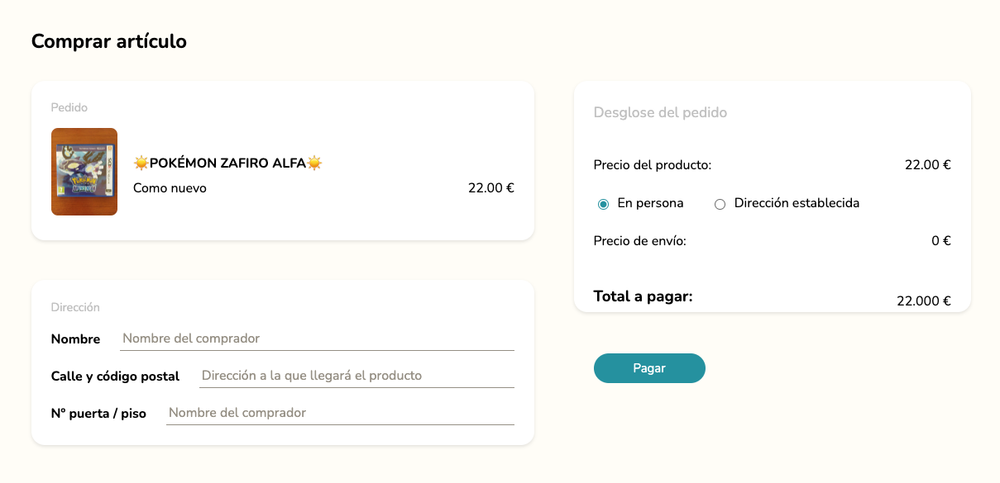 Comprar artículo
Pedido
☀️POKÉMON ZAFIRO ALFA☀️
Como nuevo 22.00 €
Dirección
Nombre Nombre del comprador
Calle y código postal Dirección a la que llegará el producto
Nº puerta / piso Nombre del comprador
Desglose del pedido
Precio del producto: 22.00 €
En persona Dirección establecida
Precio de envío: 0 €
Total a pagar: 22.000 €
Pagar